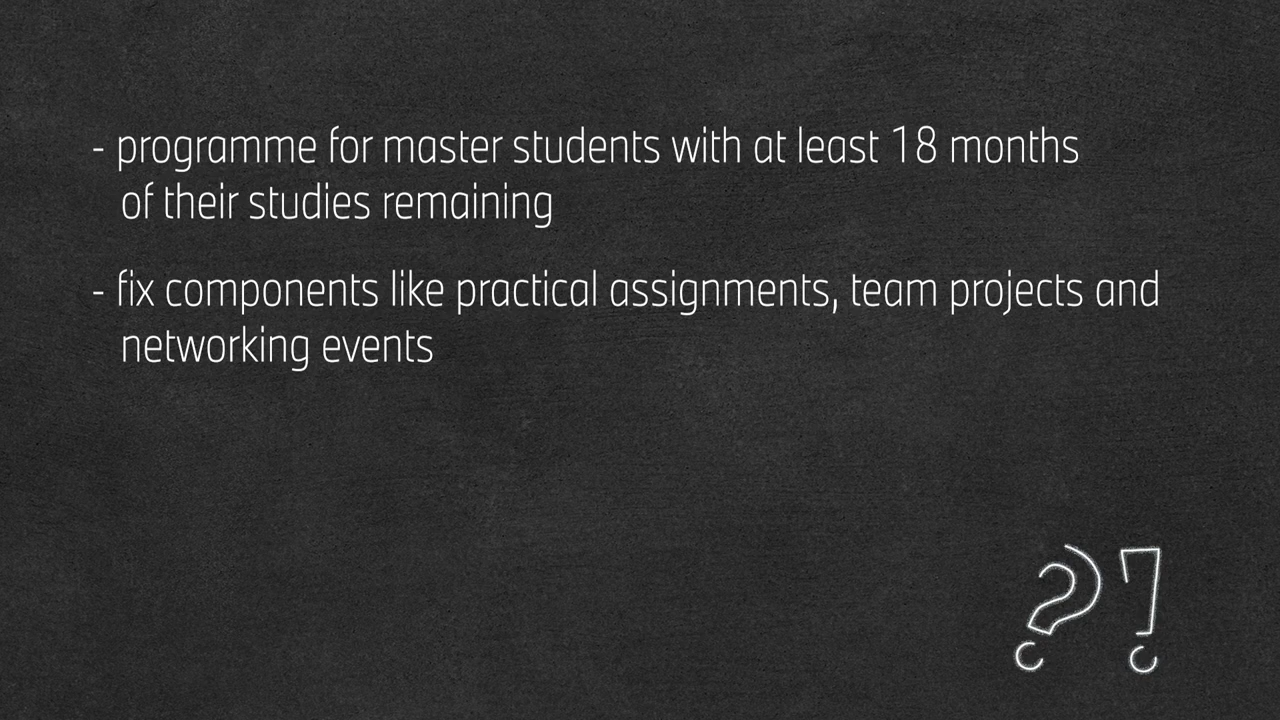 - programme for master students with at least 18 months
of their studies remaining
- fix components like practical assignments, team projects and
networking events
?!